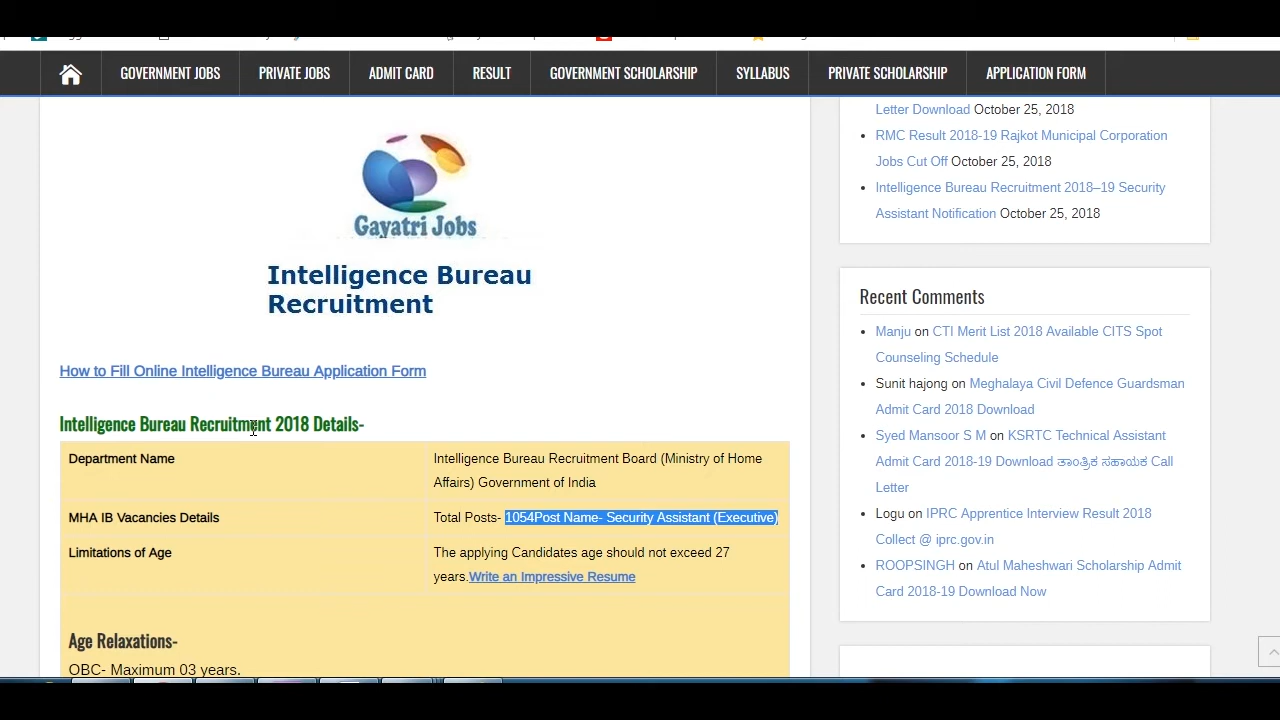 GOVERNMENT JOBS PRIVATE JOBS ADMIT CARD RESULT GOVERNMENT SCHOLARSHIP SYLLABUS PRIVATE SCHOLARSHIP APPLICATION FORM
Gayatri Jobs
Intelligence Bureau
Recruitment
How to Fill Online Intelligence Bureau Application Form
Intelligence Bureau Recruitment 2018 Details-
Department Name
Intelligence Bureau Recruitment Board (Ministry of Home
Affairs) Government of India
MHA IB Vacancies Details
Total Posts- 1054Post Name- Security Assistant (Executive)
Limitations of Age
The applying Candidates age should not exceed 27
years.Write an Impressive Resume
Age Relaxations-
OBC- Maximum 03 years.
Letter Download October 25, 2018
RMC Result 2018-19 Rajkot Municipal Corporation
Jobs Cut Off October 25, 2018
Intelligence Bureau Recruitment 2018–19 Security
Assistant Notification October 25, 2018
Recent Comments
Manju on CTI Merit List 2018 Available CITS Spot
Counseling Schedule
Sunit hajong on Meghalaya Civil Defence Guardsman
Admit Card 2018 Download
Syed Mansoor S M on KSRTC Technical Assistant
Admit Card 2018-19 Download ತಾಂತ್ರಿಕ ಸಹಾಯಕ Call
Letter
Logu on IPRC Apprentice Interview Result 2018
Collect @ iprc.gov.in
ROOPSINGH on Atul Maheshwari Scholarship Admit
Card 2018-19 Download Now